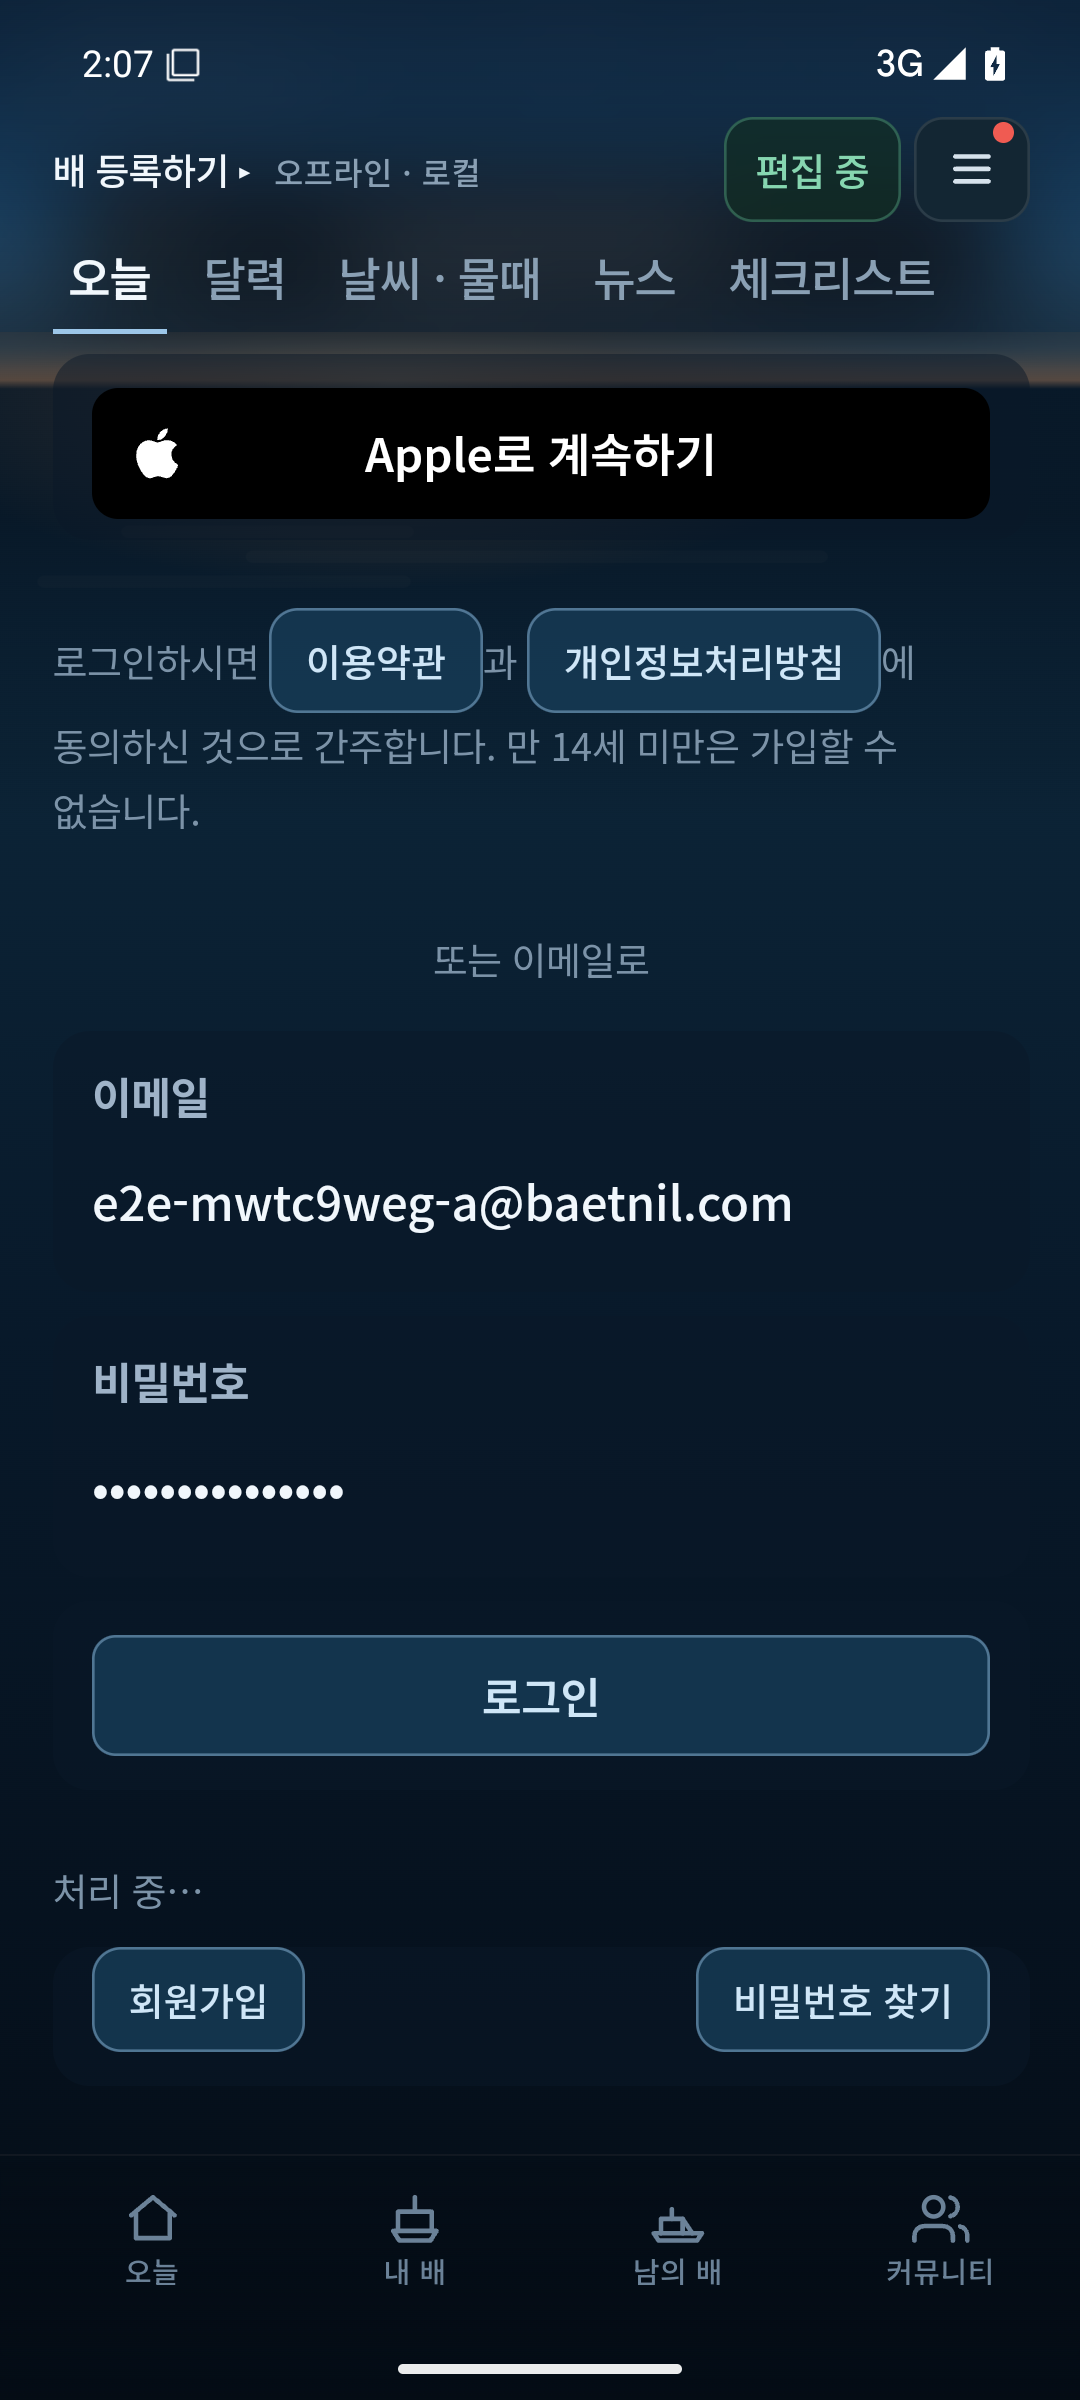 2:07
3G
배 등록하기 ▸ 오프라인 · 로컬
편집 중
오늘 달력 날씨 · 물때 뉴스 체크리스트
Apple로 계속하기
로그인하시면 이용약관과 개인정보처리방침에
동의하신 것으로 간주합니다. 만 14세 미만은 가입할 수
없습니다.
또는 이메일로
이메일
e2e-mwtc9weg-a@baetnil.com
비밀번호
•••••••••••••••
로그인
처리 중…
회원가입 비밀번호 찾기
오늘 내 배 남의 배 커뮤니티